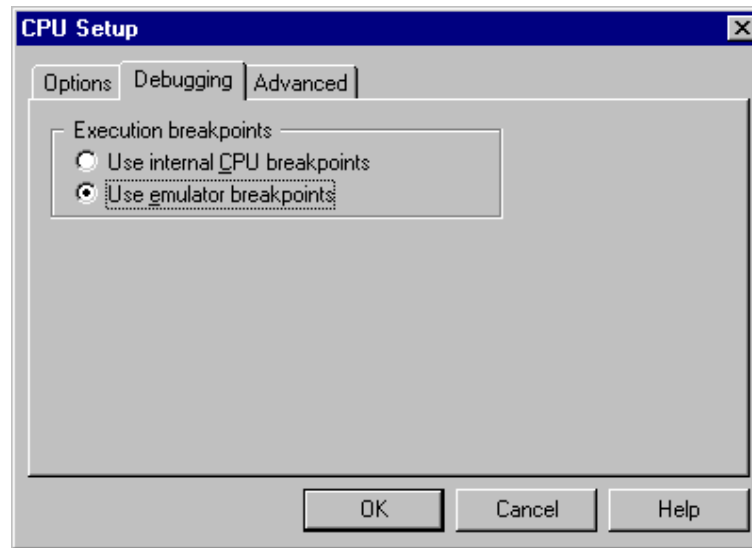 CPU Setup
Options Debugging Advanced
Execution breakpoints
Use internal CPU breakpoints
Use emulator breakpoints
OK Cancel Help